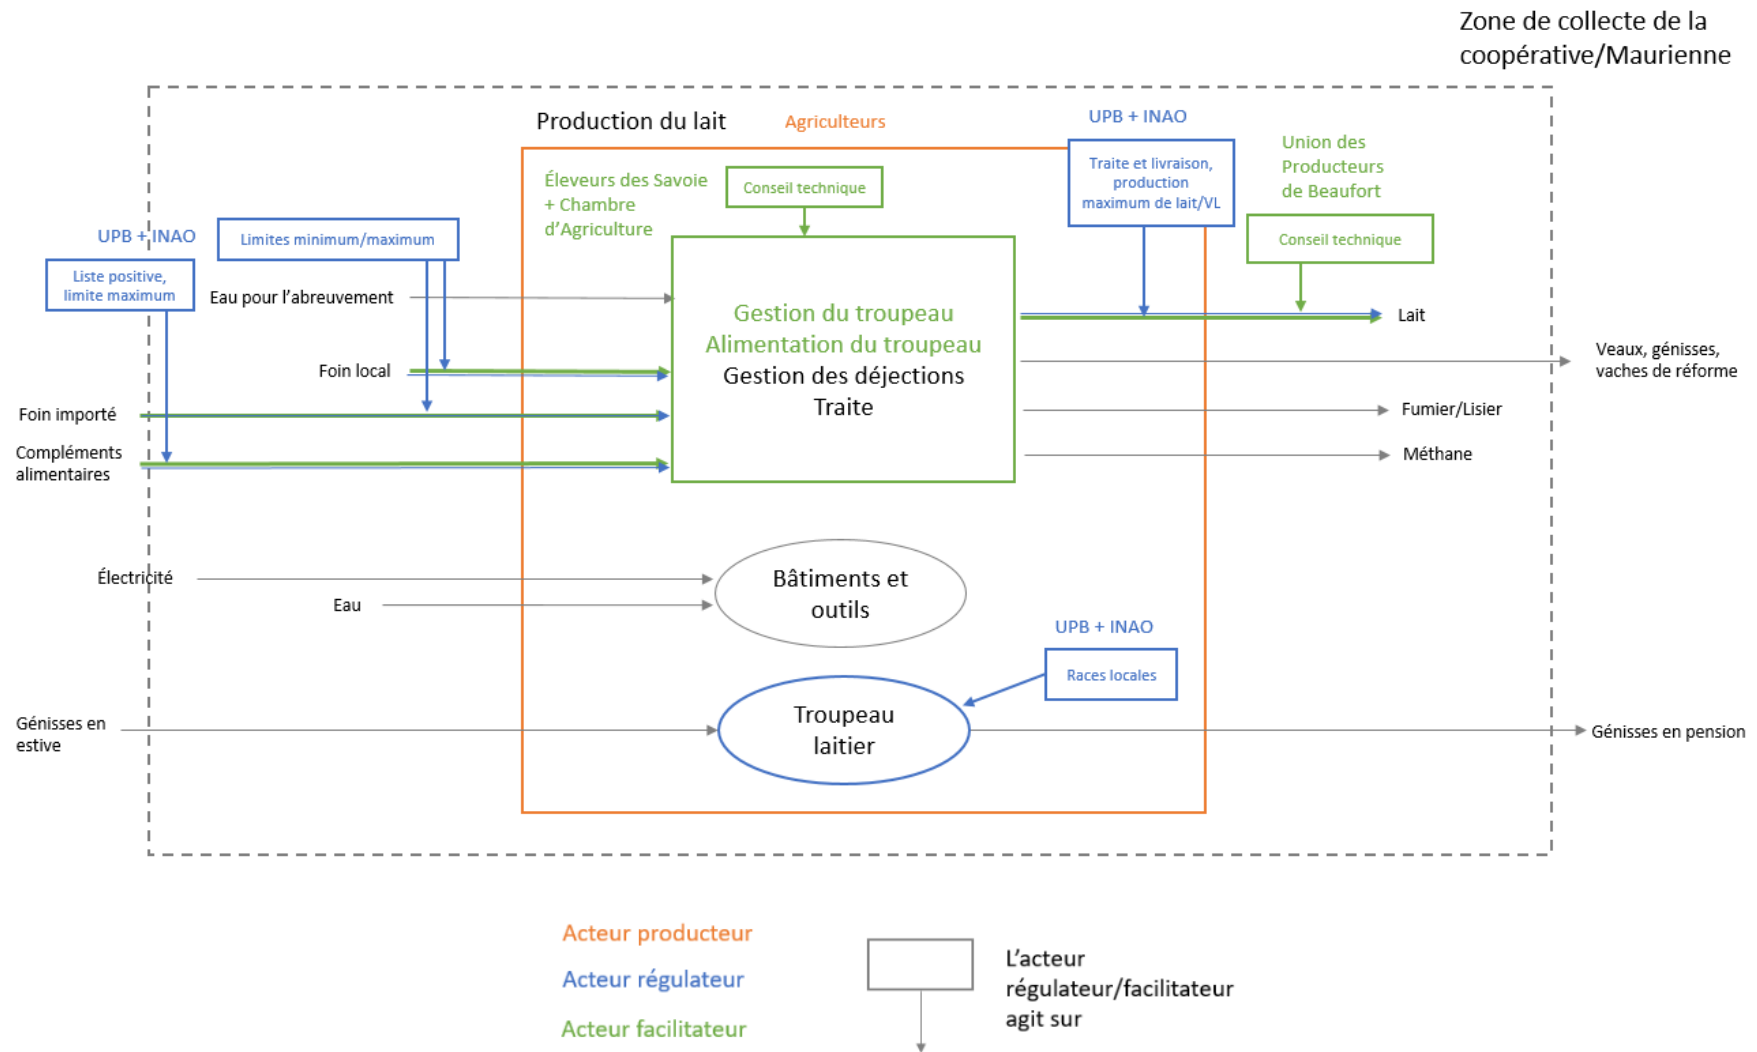 Zone de collecte de la
coopérative/Maurienne
Production du lait
Agriculteurs
UPB + INAO
Traite et livraison,
production
maximum de lait/VL
Union des
Producteurs
de Beaufort
Conseil technique
Éleveurs des Savoie
+ Chambre
d’Agriculture
Conseil technique
UPB + INAO
Limites minimum/maximum
Liste positive,
limite maximum
Eau pour l’abreuvement
Foin local
Foin importé
Compléments
alimentaires
Gestion du troupeau
Alimentation du troupeau
Gestion des déjections
Traite
Lait
Veaux, génisses,
vaches de réforme
Fumier/Lisier
Méthane
Électricité
Eau
Bâtiments et
outils
UPB + INAO
Races locales
Génisses en
estive
Troupeau
laitier
Génisses en pension
Acteur producteur
Acteur régulateur
Acteur facilitateur
L’acteur
régulateur/facilitateur
agit sur